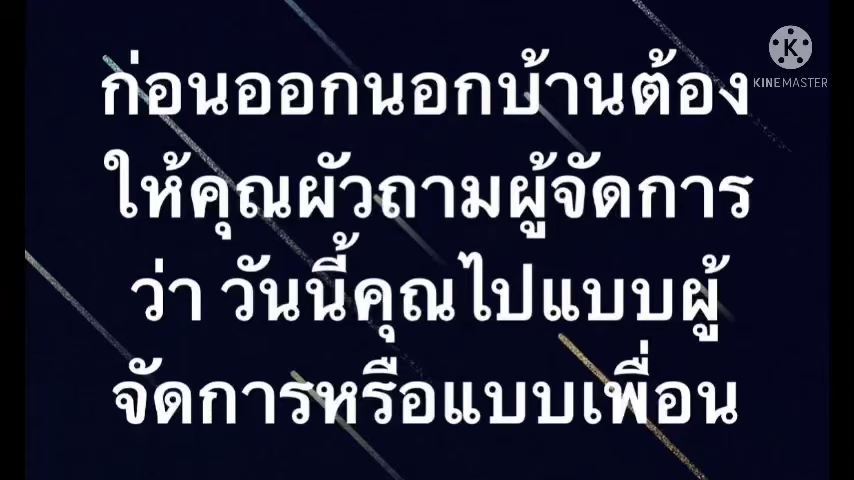 ก่อนออกนอกบ้านต้อง
KINEMASTER
ให้คุณผัวถามผู้จัดการ
ว่า วันนี้คุณไปแบบผู้
จัดการหรือแบบเพื่อน